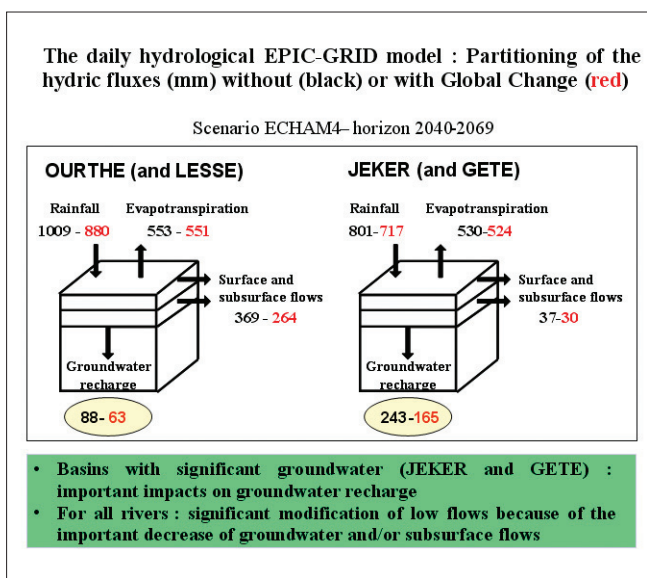 The daily hydrological EPIC-GRID model : Partitioning of the
hydric fluxes (mm) without (black) or with Global Change (red)
Scenario ECHAM4– horizon 2040-2069
OURTHE (and LESSE)
Rainfall
1009 - 880
Evapotranspiration
553 – 551
Surface and
subsurface flows
369 - 264
Groundwater
recharge
88- 63
JEKER (and GETE)
Rainfall
801-717
Evapotranspiration
530-524
Surface and
subsurface flows
37-30
Groundwater
recharge
243-165
• Basins with significant groundwater (JEKER and GETE) :
important impacts on groundwater recharge
• For all rivers : significant modification of low flows because of the
important decrease of groundwater and/or subsurface flows